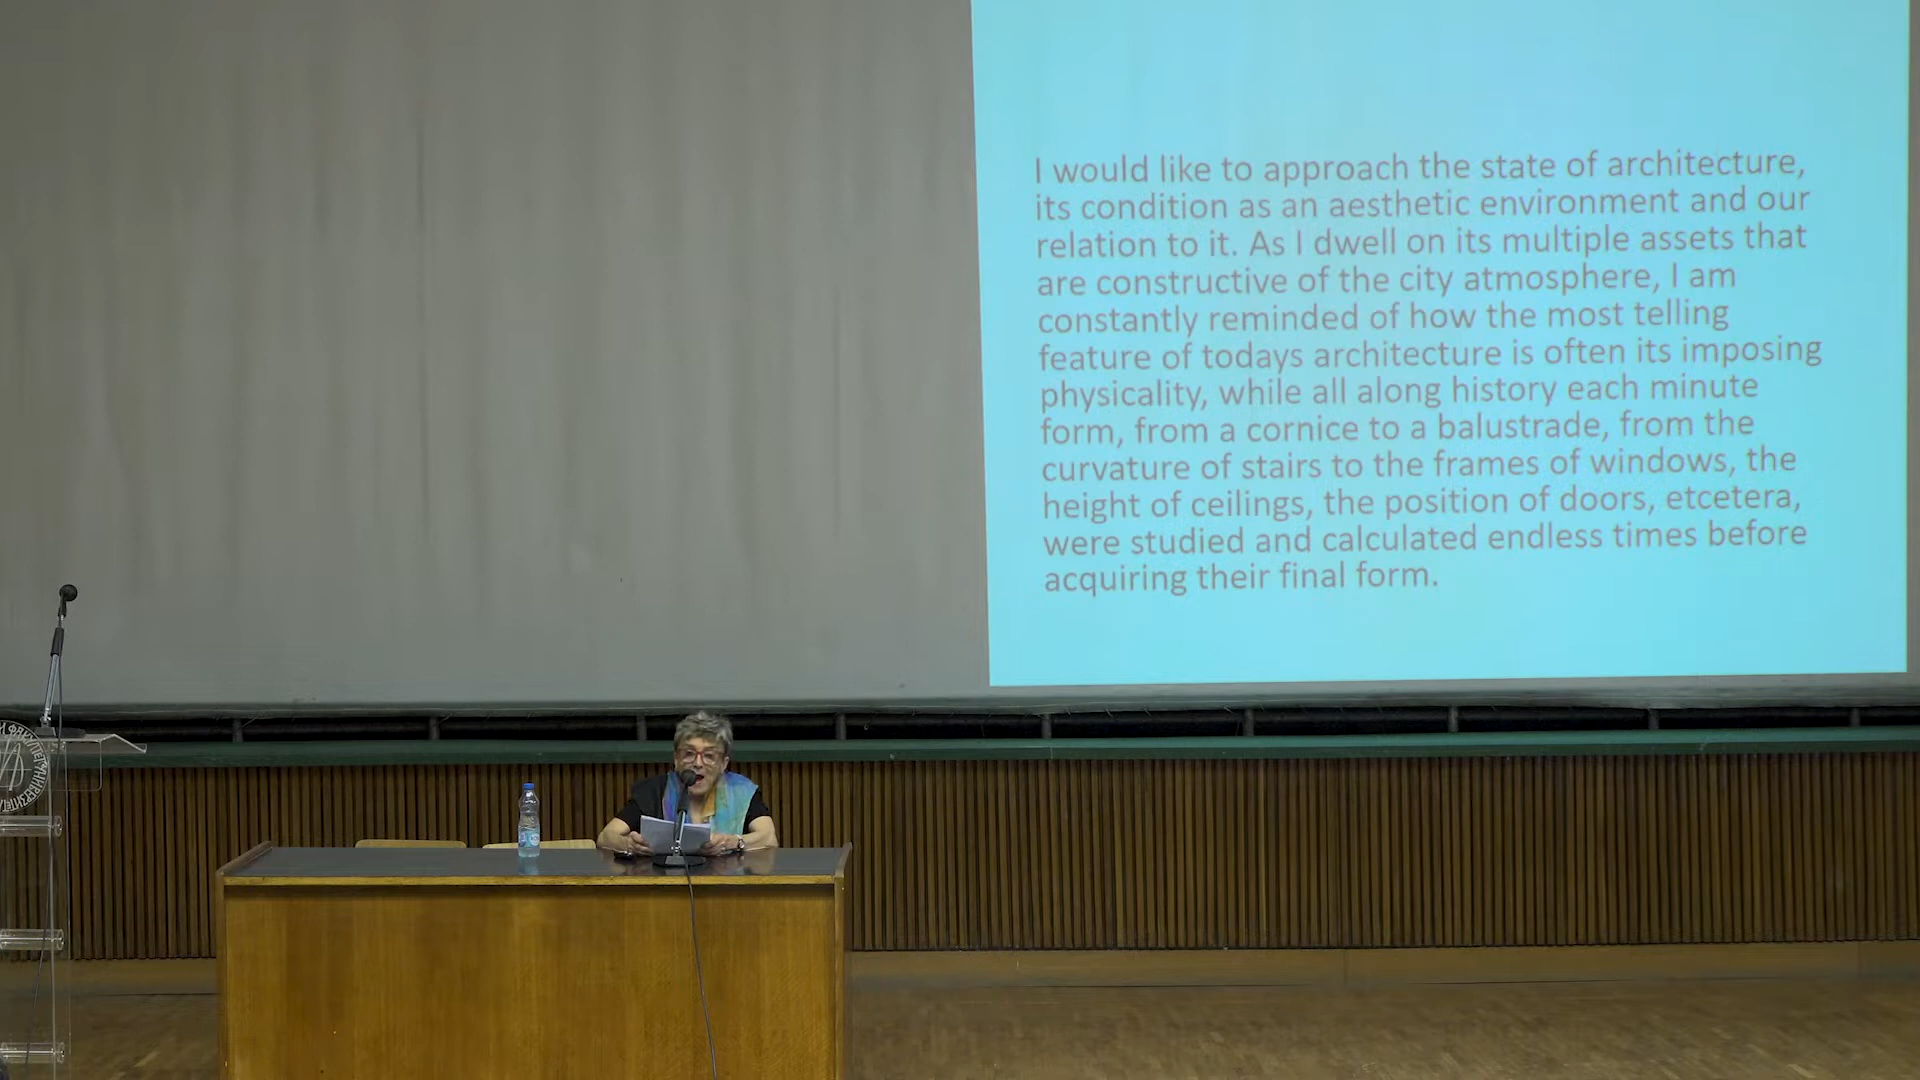 I would like to approach the state of architecture,
its condition as an aesthetic environment and our
relation to it. As I dwell on its multiple assets that
are constructive of the city atmosphere, I am
constantly reminded of how the most telling
feature of todays architecture is often its imposing
physicality, while all along history each minute
form, from a cornice to a balustrade, from the
curvature of stairs to the frames of windows, the
height of ceilings, the position of doors, etcetera,
were studied and calculated endless times before
acquiring their final form.